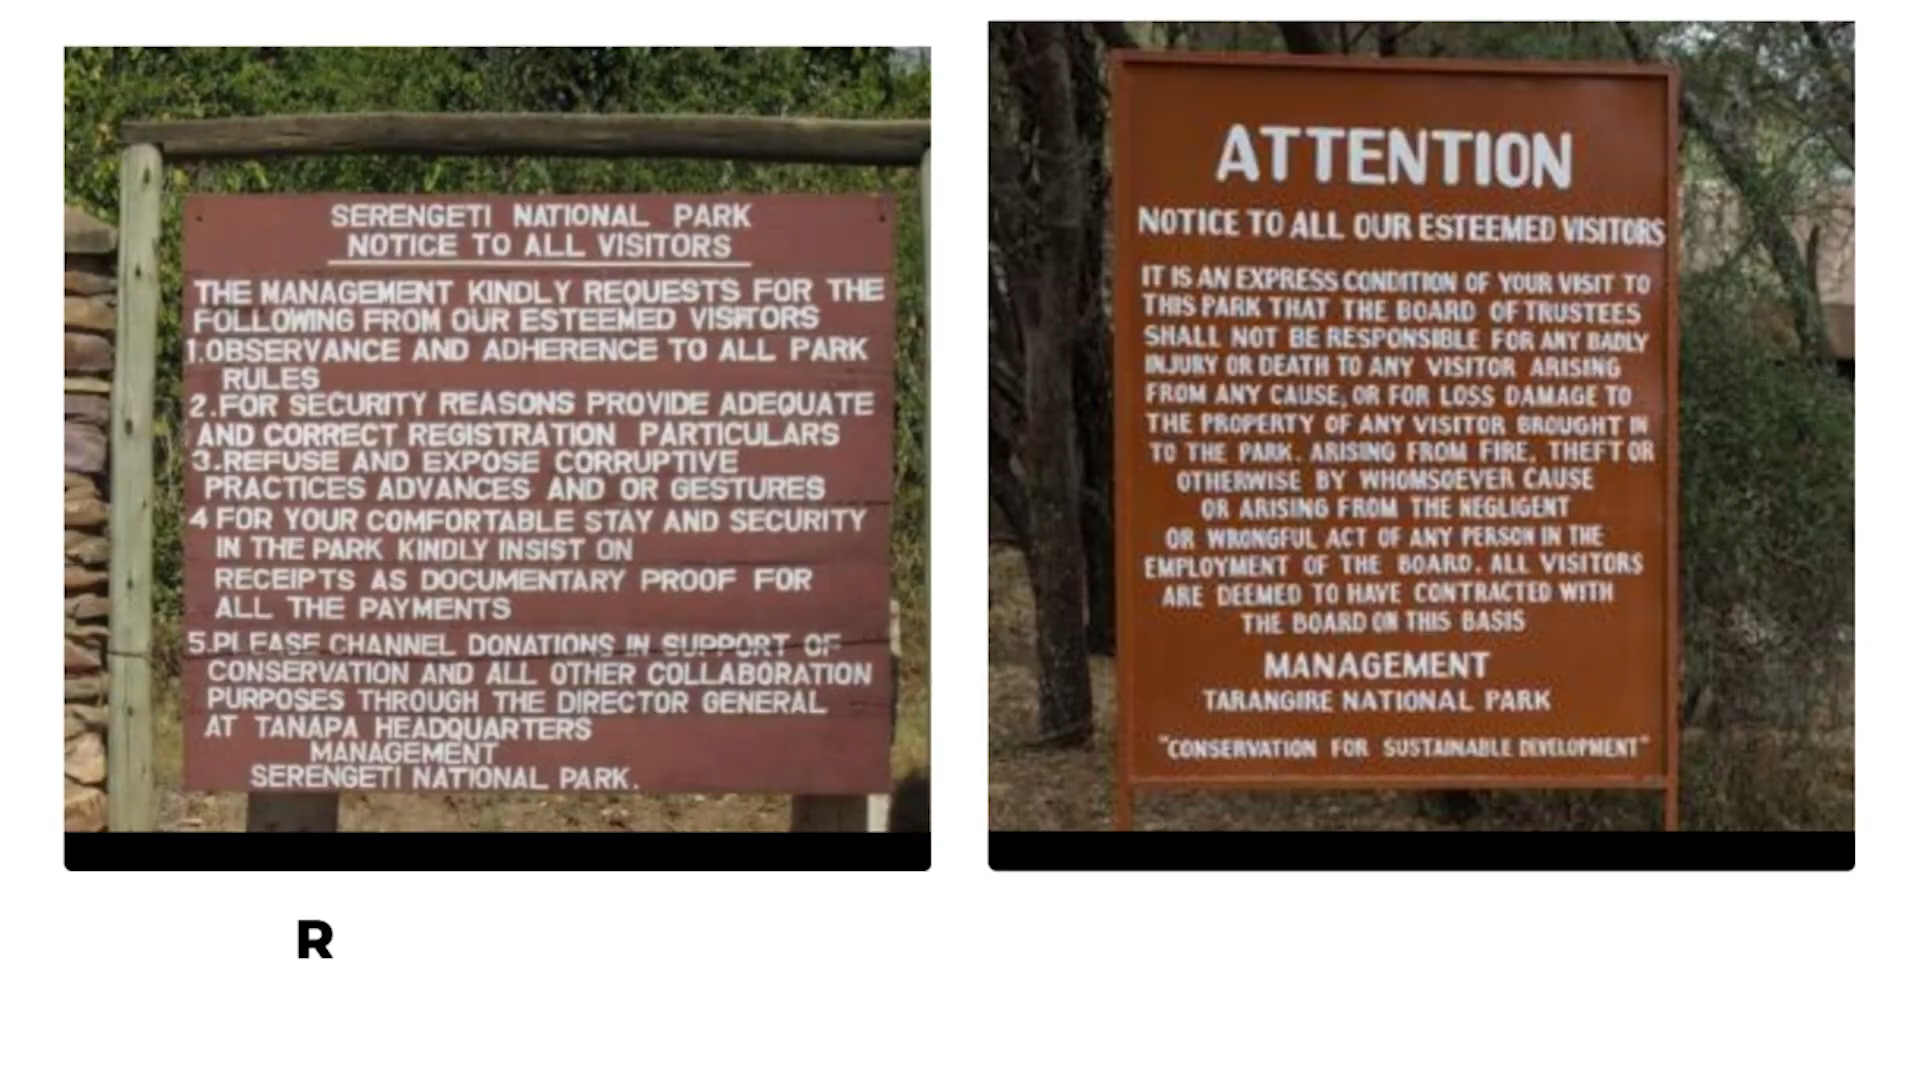 SERENGETI NATIONAL PARK
NOTICE TO ALL VISITORS
THE MANAGEMENT KINDLY REQUESTS FOR THE
FOLLOWING FROM OUR ESTEEMED VISITORS
1.OBSERVANCE AND ADHERENCE TO ALL PARK
RULES
2.FOR SECURITY REASONS PROVIDE ADEQUATE
AND CORRECT REGISTRATION PARTICULARS
3.REFUSE AND EXPOSE CORRUPTIVE
PRACTICES ADVANCES AND OR GESTURES
4 FOR YOUR COMFORTABLE STAY AND SECURITY
IN THE PARK KINDLY INSIST ON
RECEIPTS AS DOCUMENTARY PROOF FOR
ALL THE PAYMENTS
5.PLEASE CHANNEL DONATIONS IN SUPPORT OF
CONSERVATION AND ALL OTHER COLLABORATION
PURPOSES THROUGH THE DIRECTOR GENERAL
AT TANAPA HEADQUARTERS
MANAGEMENT
SERENGETI NATIONAL PARK.
ATTENTION
NOTICE TO ALL OUR ESTEEMED VISITORS
IT IS AN EXPRESS CONDITION OF YOUR VISIT TO
THIS PARK THAT THE BOARD OF TRUSTEES
SHALL NOT BE RESPONSIBLE FOR ANY BADLY
INJURY OR DEATH TO ANY VISITOR ARISING
FROM ANY CAUSE, OR FOR LOSS DAMAGE TO
THE PROPERTY OF ANY VISITOR BROUGHT IN
TO THE PARK. ARISING FROM FIRE, THEFT OR
OTHERWISE BY WHOMSOEVER CAUSE
OR ARISING FROM THE NEGLIGENT
OR WRONGFUL ACT OF ANY PERSON IN THE
EMPLOYMENT OF THE BOARD. ALL VISITORS
ARE DEEMED TO HAVE CONTRACTED WITH
THE BOARD ON THIS BASIS
MANAGEMENT
TARANGIRE NATIONAL PARK
"CONSERVATION FOR SUSTAINABLE DEVELOPMENT"
R